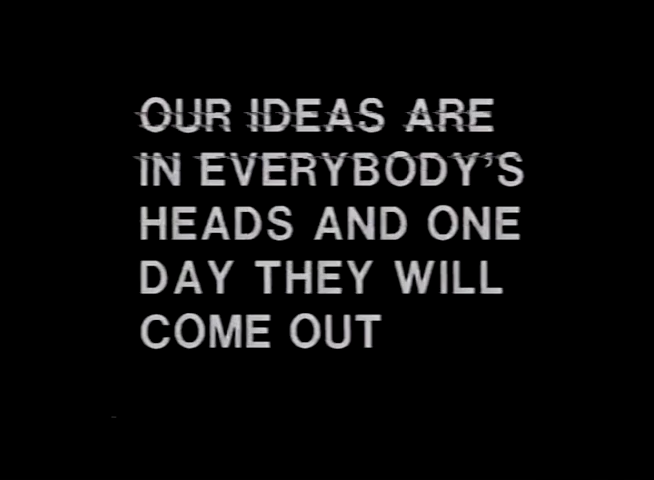 OUR IDEAS ARE
IN EVERYBODY'S
HEADS AND ONE
DAY THEY WILL
COME OUT